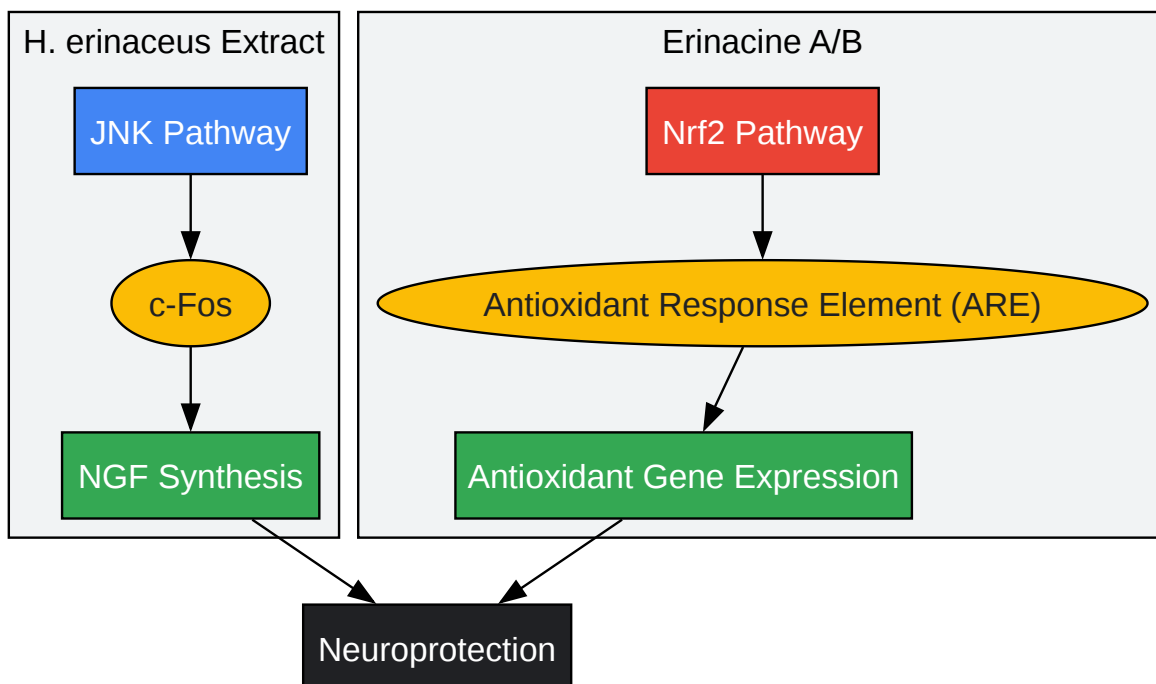 H. erinaceus Extract
JNK Pathway
c-Fos
NGF Synthesis
Erinacine A/B
Nrf2 Pathway
Antioxidant Response Element (ARE)
Antioxidant Gene Expression
Neuroprotection